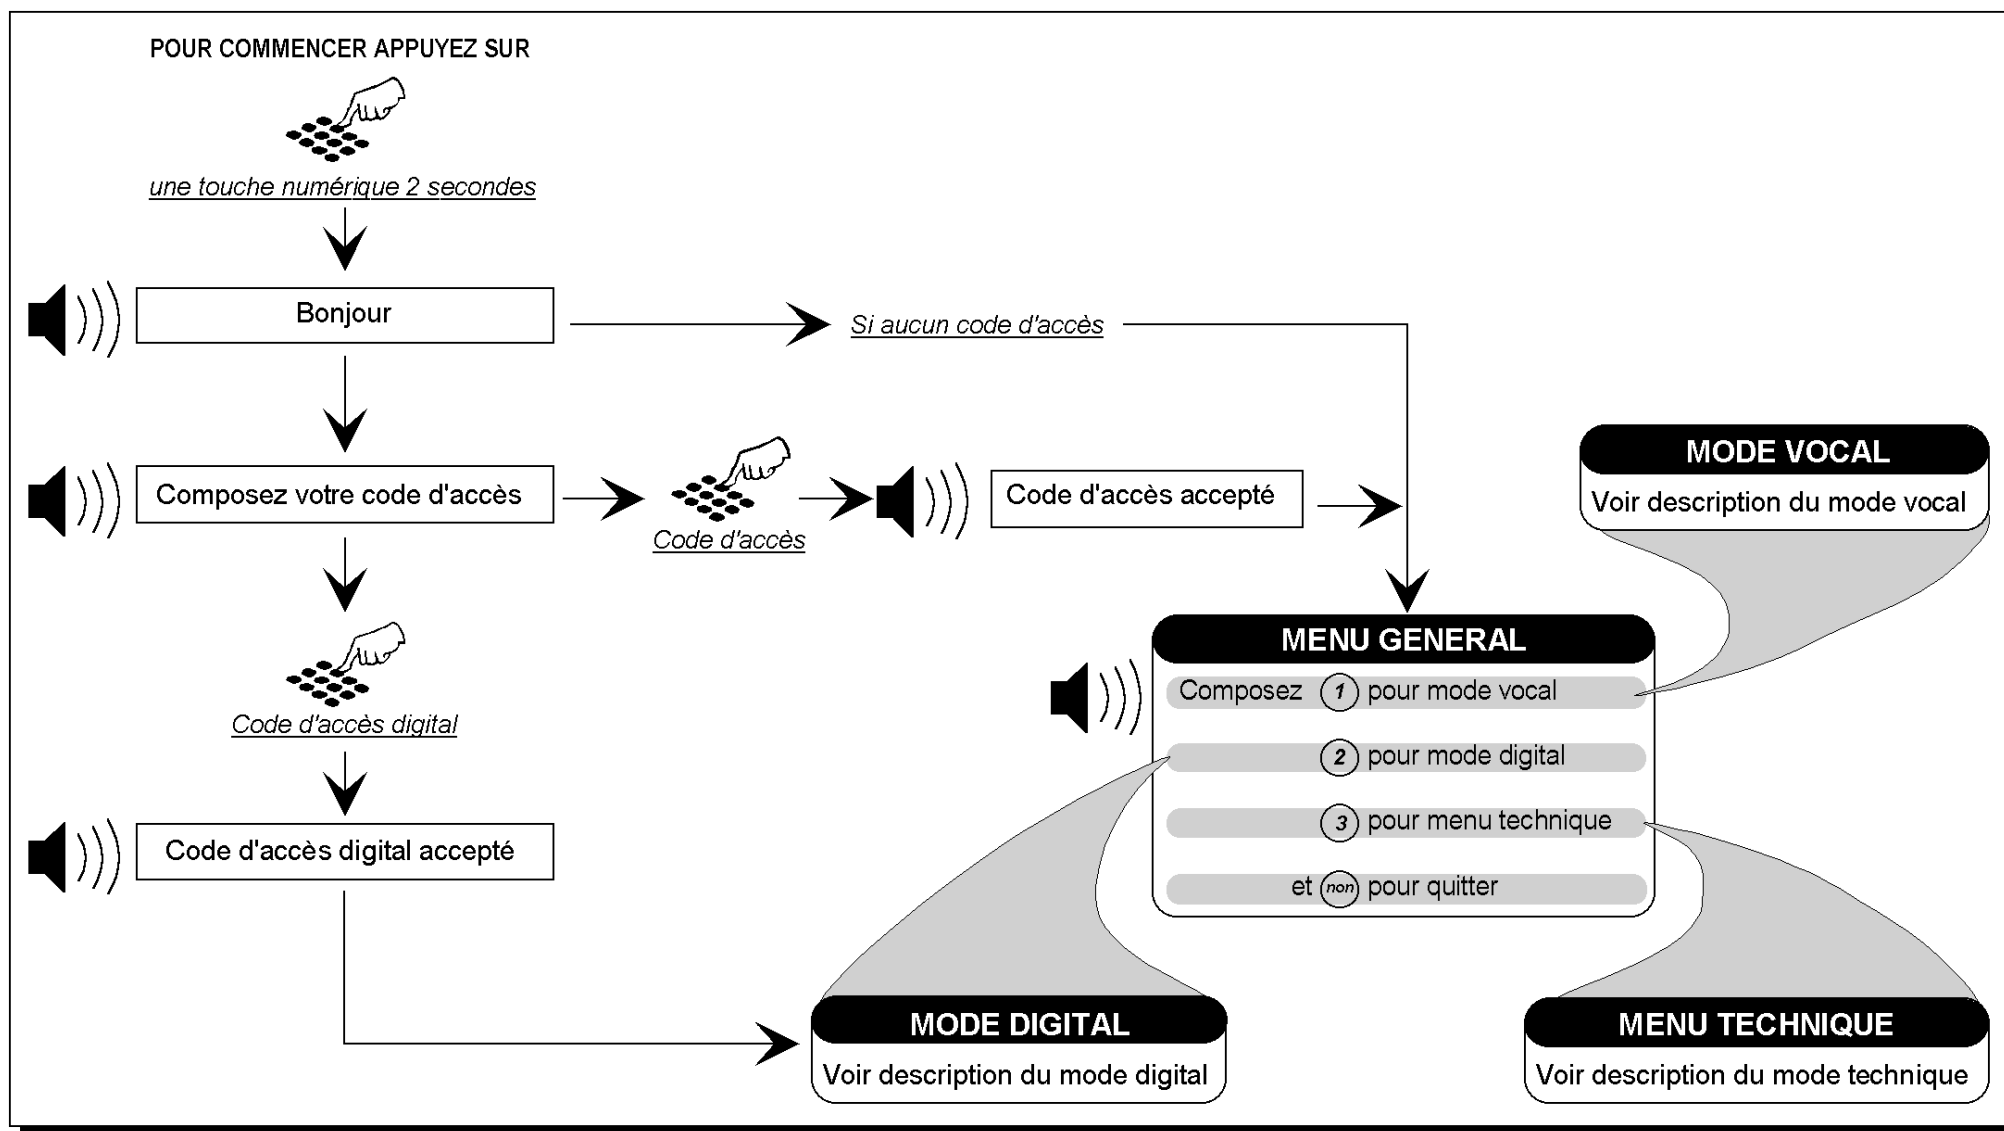 POUR COMMENCER APPUYEZ SUR
une touche numérique 2 secondes
Bonjour
Si aucun code d'accès
Composez votre code d'accès
Code d'accès
Code d'accès accepté
MODE VOCAL
Voir description du mode vocal
Code d'accès digital
Code d'accès digital accepté
MENU GENERAL
Composez 1 pour mode vocal
2 pour mode digital
3 pour menu technique
et non pour quitter
MODE DIGITAL
Voir description du mode digital
MENU TECHNIQUE
Voir description du mode technique